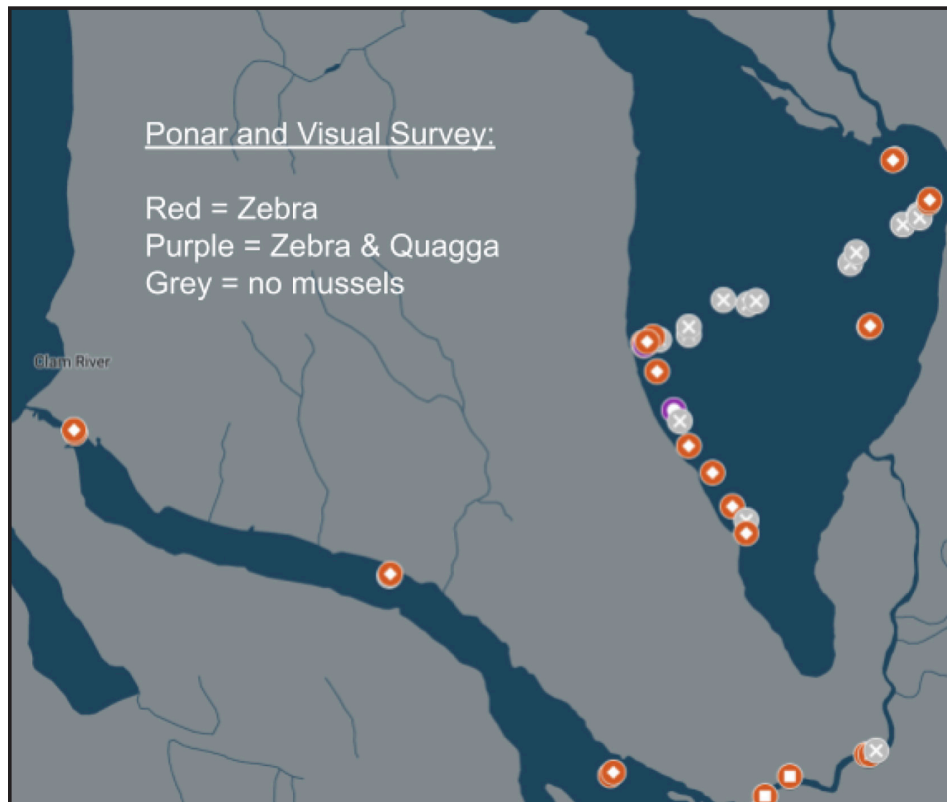 Ponar and Visual Survey:
Red = Zebra
Purple = Zebra & Quagga
Grey = no mussels
Clam River